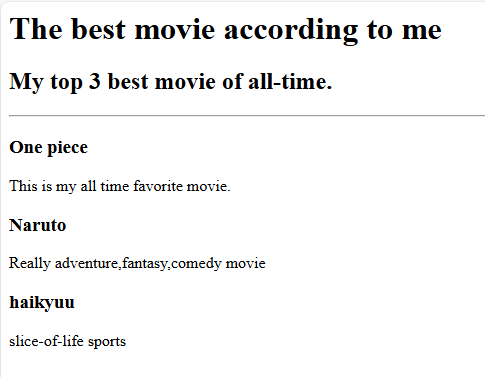 The best movie according to me
My top 3 best movie of all-time.
One piece
This is my all time favorite movie.
Naruto
Really adventure,fantasy,comedy movie
haikyuu
slice-of-life sports